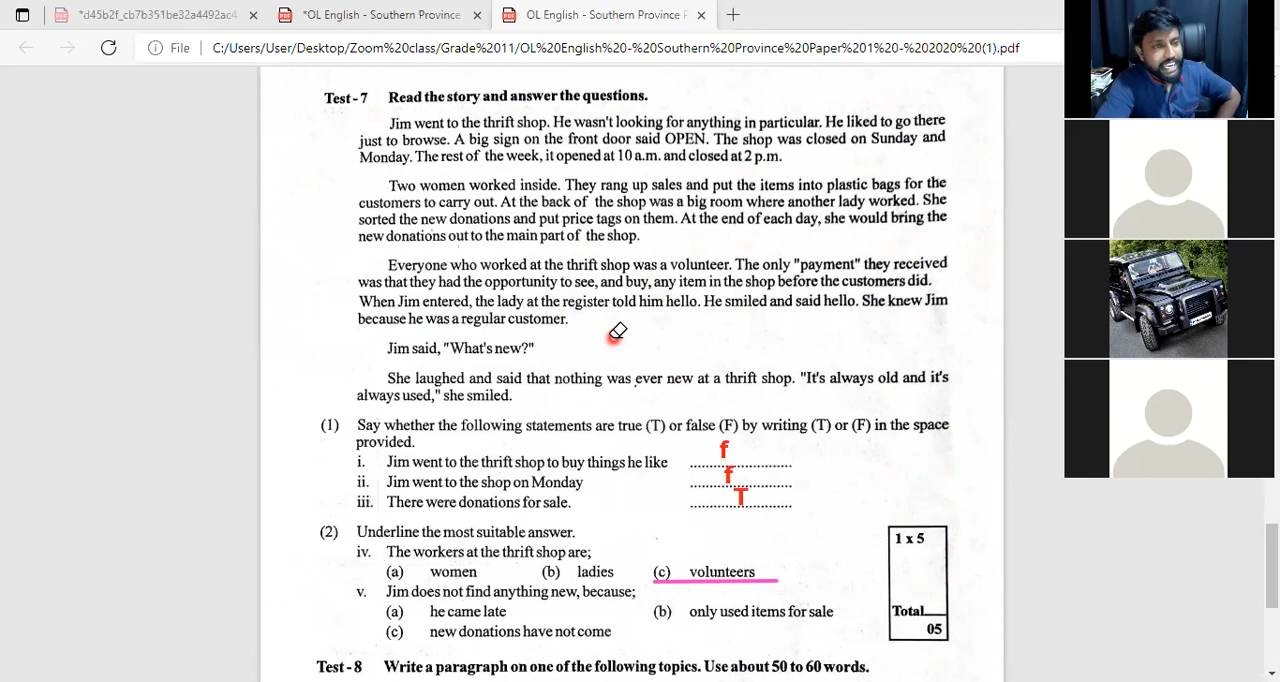 *d45b2f_cb7b351be32a4492ac4
*OL English - Southern Province
OL English - Southern Province P
File
C:/Users/User/Desktop/Zoom%20class/Grade%2011/OL%20English%20-%20Southern%20Province%20Paper%201%20-%202020%20(1).pdf
Test-7 Read the story and answer the questions.
Jim went to the thrift shop. He wasn't looking for anything in particular. He liked to go there
just to browse. A big sign on the front door said OPEN. The shop was closed on Sunday and
Monday. The rest of the week, it opened at 10 a.m. and closed at 2 p.m.
Two women worked inside. They rang up sales and put the items into plastic bags for the
customers to carry out. At the back of the shop was a big room where another lady worked. She
sorted the new donations and put price tags on them. At the end of each day, she would bring the
new donations out to the main part of the shop.
Everyone who worked at the thrift shop was a volunteer. The only "payment" they received
was that they had the opportunity to see, and buy, any item in the shop before the customers did.
When Jim entered, the lady at the register told him hello. He smiled and said hello. She knew Jim
because he was a regular customer.
Jim said, "What's new?"
She laughed and said that nothing was ever new at a thrift shop. "It's always old and it's
always used," she smiled.
(1) Say whether the following statements are true (T) or false (F) by writing (T) or (F) in the space
provided.
i. Jim went to the thrift shop to buy things he like f
ii. Jim went to the shop on Monday f
iii. There were donations for sale. T
(2) Underline the most suitable answer.
iv. The workers at the thrift shop are;
(a) women (b) ladies (c) volunteers
v. Jim does not find anything new, because;
(a) he came late (b) only used items for sale
(c) new donations have not come
1 x 5
Total
05
Test-8 Write a paragraph on one of the following topics. Use about 50 to 60 words.